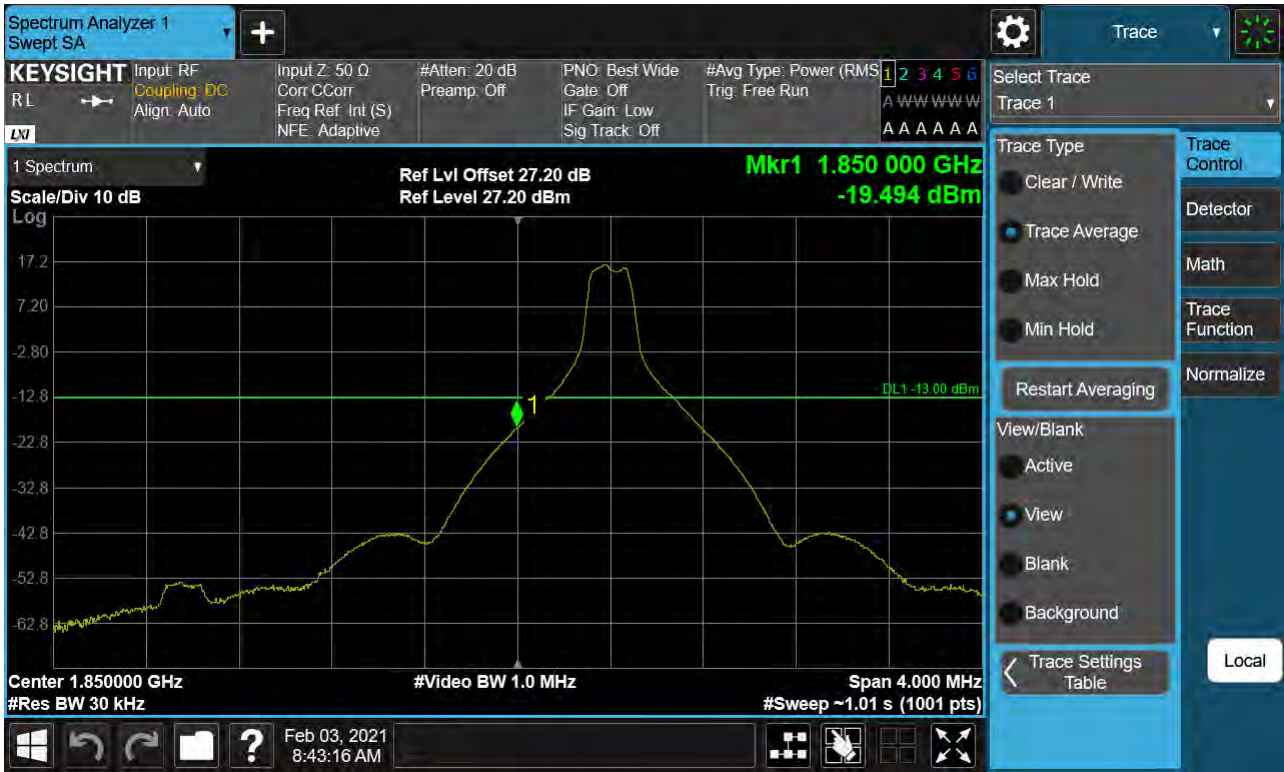 Spectrum Analyzer 1
Swept SA
+
Trace
KEYSIGHT
RL
LXI
Input: RF
Coupling: DC
Align: Auto
Input Z: 50 Ω
Corr CCorr
Freq Ref: Int (S)
NFE: Adaptive
#Atten: 20 dB
Preamp: Off
PNO: Best Wide
Gate: Off
IF Gain: Low
Sig Track: Off
#Avg Type: Power (RMS
Trig: Free Run
1 2 3 4 5 6
A W W W W W
A A A A A A
Select Trace
Trace 1
1 Spectrum
Scale/Div 10 dB
Log
Ref Lvl Offset 27.20 dB
Ref Level 27.20 dBm
Mkr1 1.850 000 GHz
-19.494 dBm
17.2
7.20
-2.80
-12.8
-22.8
-32.8
-42.8
-52.8
-62.8
DL1 -13.00 dBm
1
Center 1.850000 GHz
#Res BW 30 kHz
#Video BW 1.0 MHz
Span 4.000 MHz
#Sweep ~1.01 s (1001 pts)
Trace Type
Clear / Write
Trace Average
Max Hold
Min Hold
Restart Averaging
View/Blank
Active
View
Blank
Background
Trace Settings
Table
Trace
Control
Detector
Math
Trace
Function
Normalize
Local
?
Feb 03, 2021
8:43:16 AM